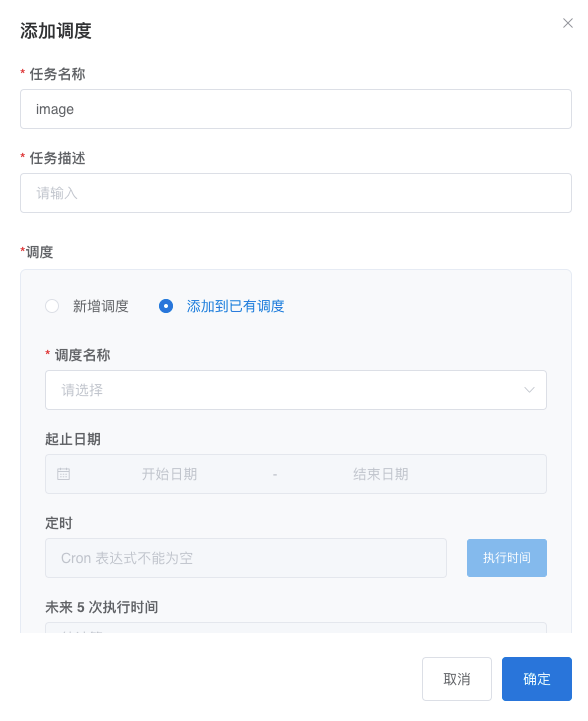 添加调度
* 任务名称
image
* 任务描述
请输入
*调度
新增调度 添加到已有调度
* 调度名称
请选择
起止日期
开始日期 - 结束日期
定时
Cron 表达式不能为空 执行时间
未来 5 次执行时间
取消 确定